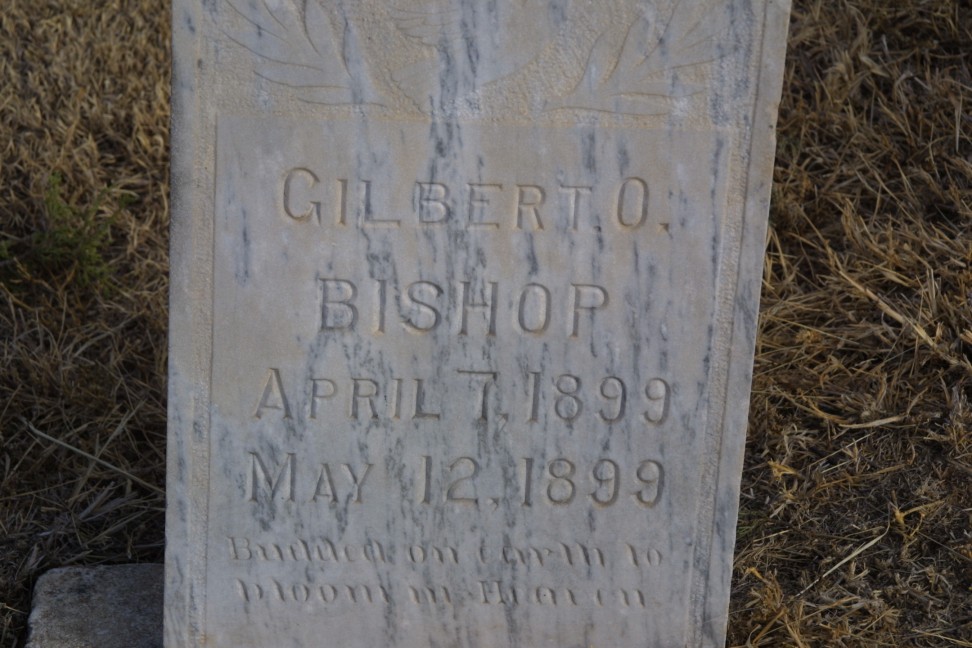 GILBERT O.
BISHOP
APRIL 7, 1899
MAY 12, 1899
Budded on earth to
bloom in Heaven